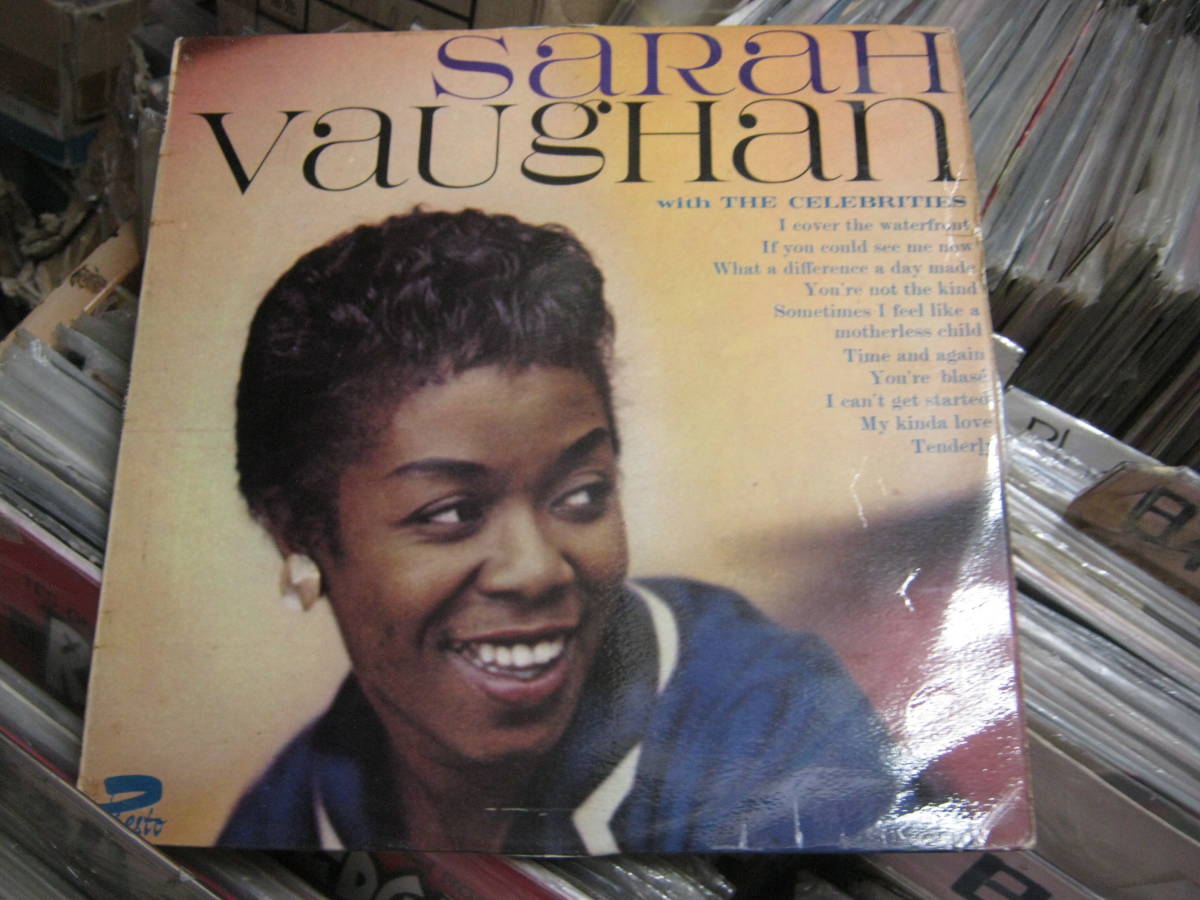 SaRaH
VaugHan
with THE CELEBRITIES
I cover the waterfront
If you could see me now
What a difference a day made
You're not the kind
Sometimes I feel like a
motherless child
Time and again
You're blasé
I can't get started
My kinda love
Tenderly